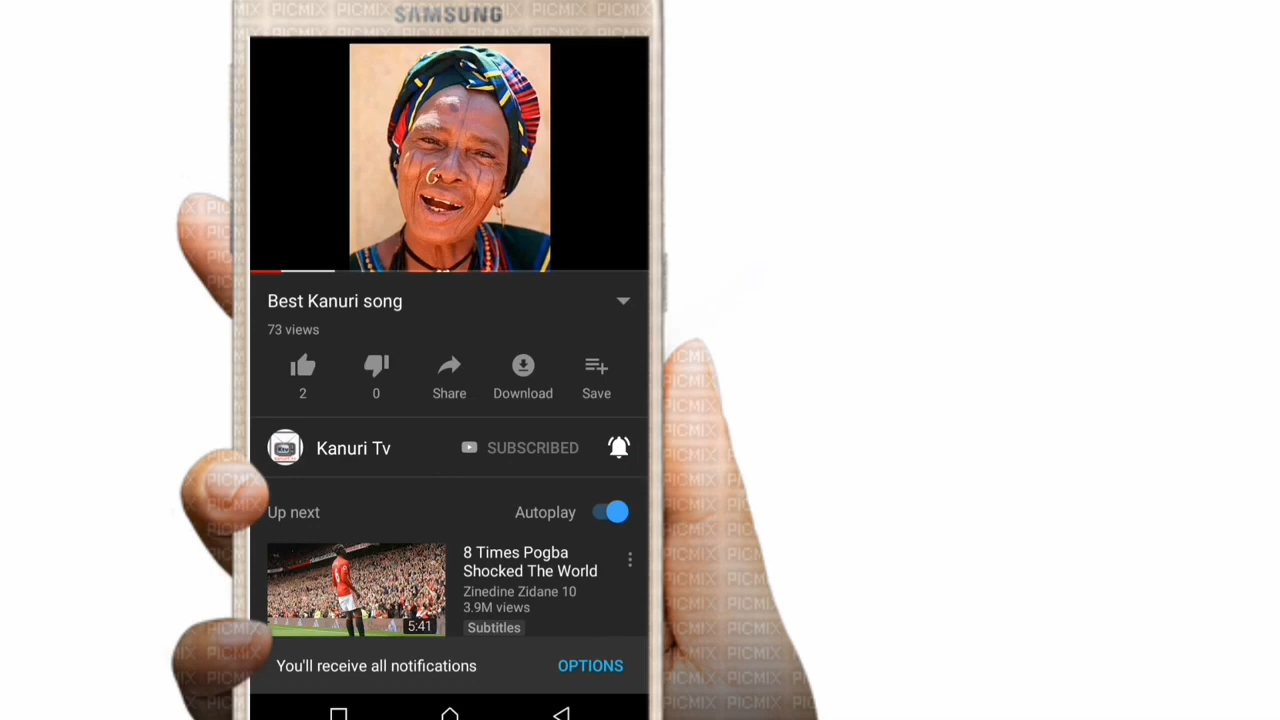 SAMSUNG
Best Kanuri song
73 views
2
0
Share
Download
Save
Kanuri Tv
SUBSCRIBED
Up next
Autoplay
8 Times Pogba
Shocked The World
Zinedine Zidane 10
3.9M views
5:41
Subtitles
You'll receive all notifications
OPTIONS
PICMIX